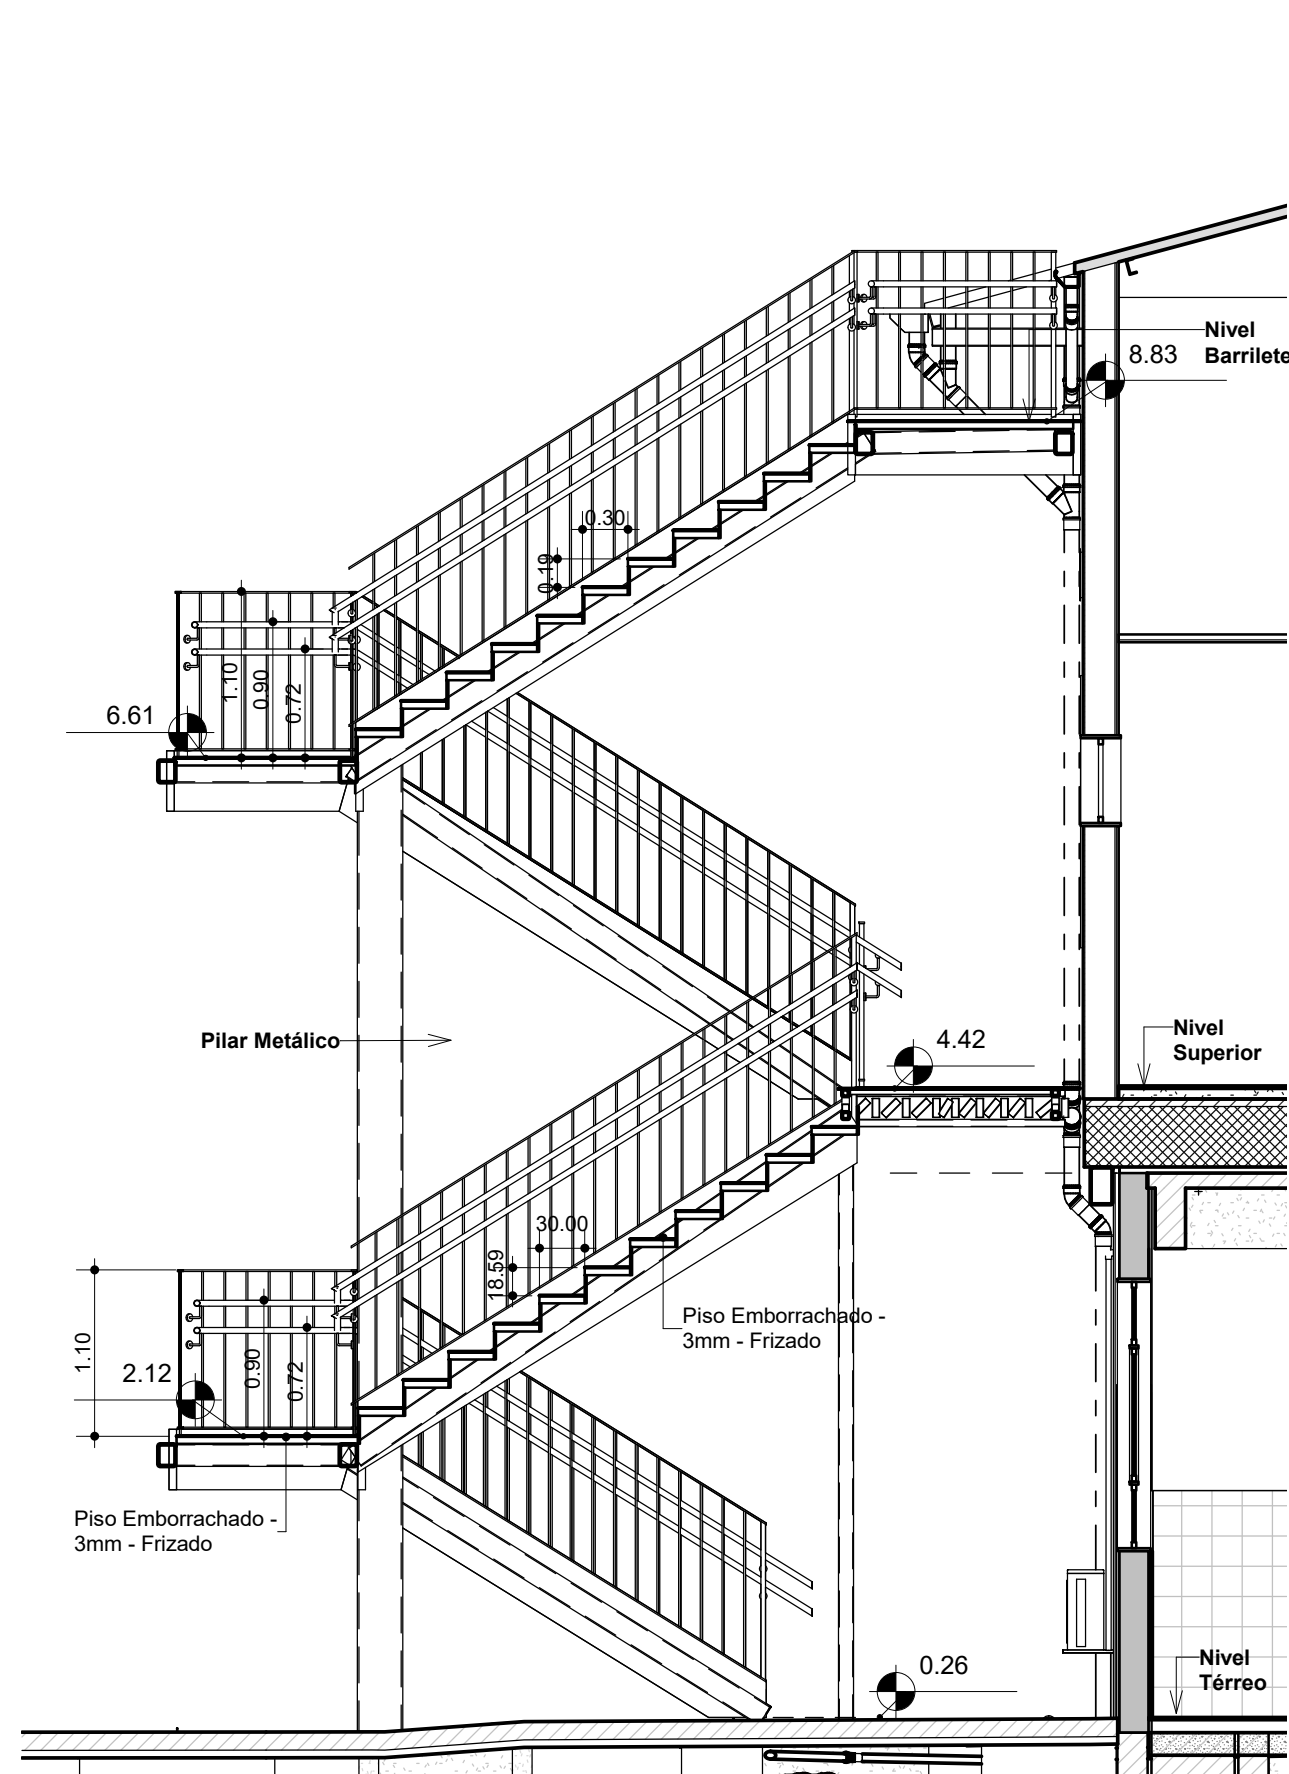 Nivel
Barrilete
8.83
0.30
0.19
1.10
0.90
0.72
6.61
Pilar Metálico
4.42
Nivel
Superior
30.00
18.59
Piso Emborrachado -
3mm - Frizado
1.10
2.12
0.90
0.72
Piso Emborrachado -
3mm - Frizado
0.26
Nivel
Térreo